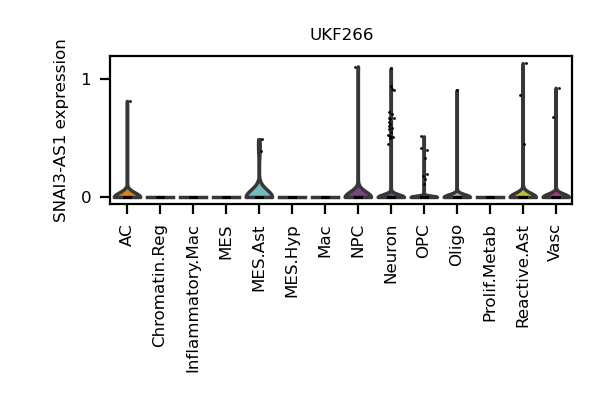 UKF266
SNAI3-AS1 expression
1
0
AC
Chromatin.Reg
Inflammatory.Mac
MES
MES.Ast
MES.Hyp
Mac
NPC
Neuron
OPC
Oligo
Prolif.Metab
Reactive.Ast
Vasc